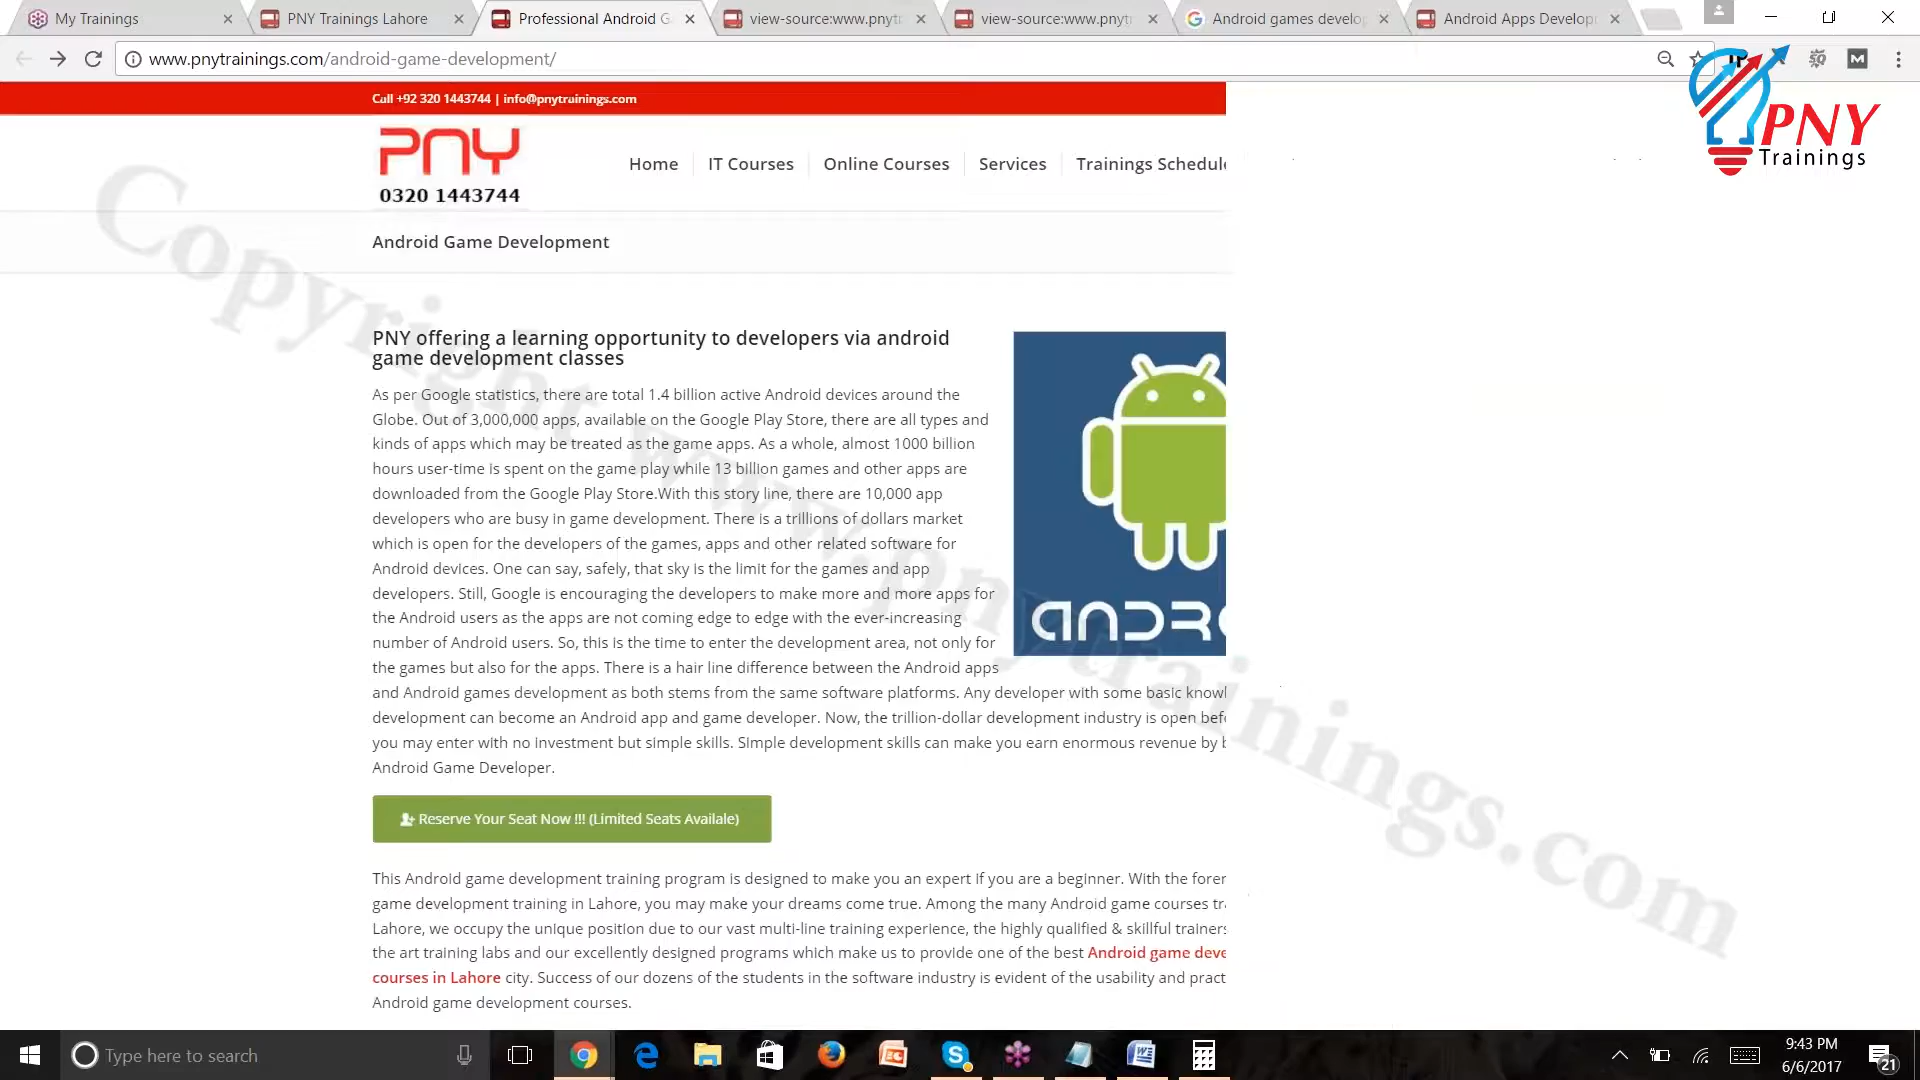 My Trainings
PNY Trainings Lahore
Professional Android G
view-source:www.pnytr
view-source:www.pnyt
Android games develop
Android Apps Develop
www.pnytrainings.com/android-game-development/
Call +92 320 1443744 | info@pnytrainings.com
PNY
0320 1443744
Home
IT Courses
Online Courses
Services
Trainings Schedule
PNY
Trainings
Android Game Development
PNY offering a learning opportunity to developers via android
game development classes
As per Google statistics, there are total 1.4 billion active Android devices around the
Globe. Out of 3,000,000 apps, available on the Google Play Store, there are all types and
kinds of apps which may be treated as the game apps. As a whole, almost 1000 billion
hours user-time is spent on the game play while 13 billion games and other apps are
downloaded from the Google Play Store.With this story line, there are 10,000 app
developers who are busy in game development. There is a trillions of dollars market
which is open for the developers of the games, apps and other related software for
Android devices. One can say, safely, that sky is the limit for the games and app
developers. Still, Google is encouraging the developers to make more and more apps for
the Android users as the apps are not coming edge to edge with the ever-increasing
number of Android users. So, this is the time to enter the development area, not only for
the games but also for the apps. There is a hair line difference between the Android apps
and Android games development as both stems from the same software platforms. Any developer with some basic knowl
development can become an Android app and game developer. Now, the trillion-dollar development industry is open befo
you may enter with no investment but simple skills. Simple development skills can make you earn enormous revenue by b
Android Game Developer.
ANDRO
Reserve Your Seat Now !!! (Limited Seats Availale)
This Android game development training program is designed to make you an expert if you are a beginner. With the forer
game development training in Lahore, you may make your dreams come true. Among the many Android game courses tra
Lahore, we occupy the unique position due to our vast multi-line training experience, the highly qualified & skillful trainers
the art training labs and our excellently designed programs which make us to provide one of the best Android game deve
courses in Lahore city. Success of our dozens of the students in the software industry is evident of the usability and pract
Android game development courses.
Copyright www.pnytrainings.com
Type here to search
9:43 PM
6/6/2017
21